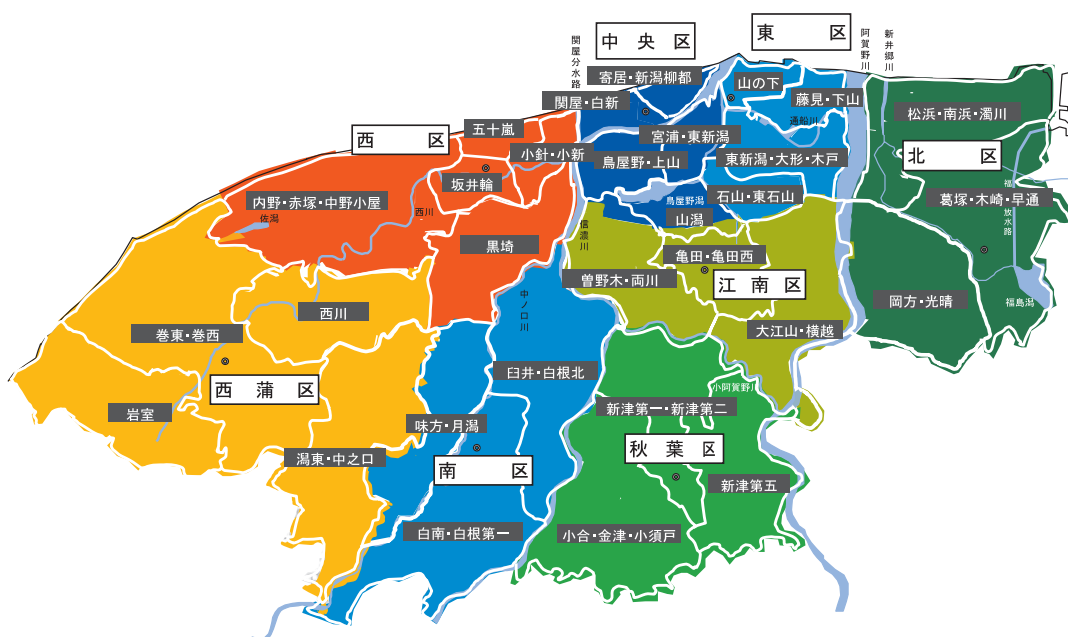 中央区
東区
関屋分水路
阿賀野川
新井郷川
寄居・新潟柳都
山の下
関屋・白新
藤見・下山
松浜・南浜・濁川
通船川
五十嵐
西区
宮浦・東新潟
小針・小新
鳥屋野・上山
東新潟・大形・木戸
北区
坂井輪
福島潟放水路
内野・赤塚・中野小屋
鳥屋野潟
石山・東石山
葛塚・木崎・早通
佐潟
西川
山潟
信濃川
黒埼
亀田・亀田西
曽野木・両川
江南区
中ノ口川
岡方・光晴
福島潟
西川
巻東・巻西
大江山・横越
臼井・白根北
西蒲区
小阿賀野川
岩室
新津第一・新津第二
味方・月潟
秋葉区
潟東・中之口
南区
新津第五
白南・白根第一
小合・金津・小須戸